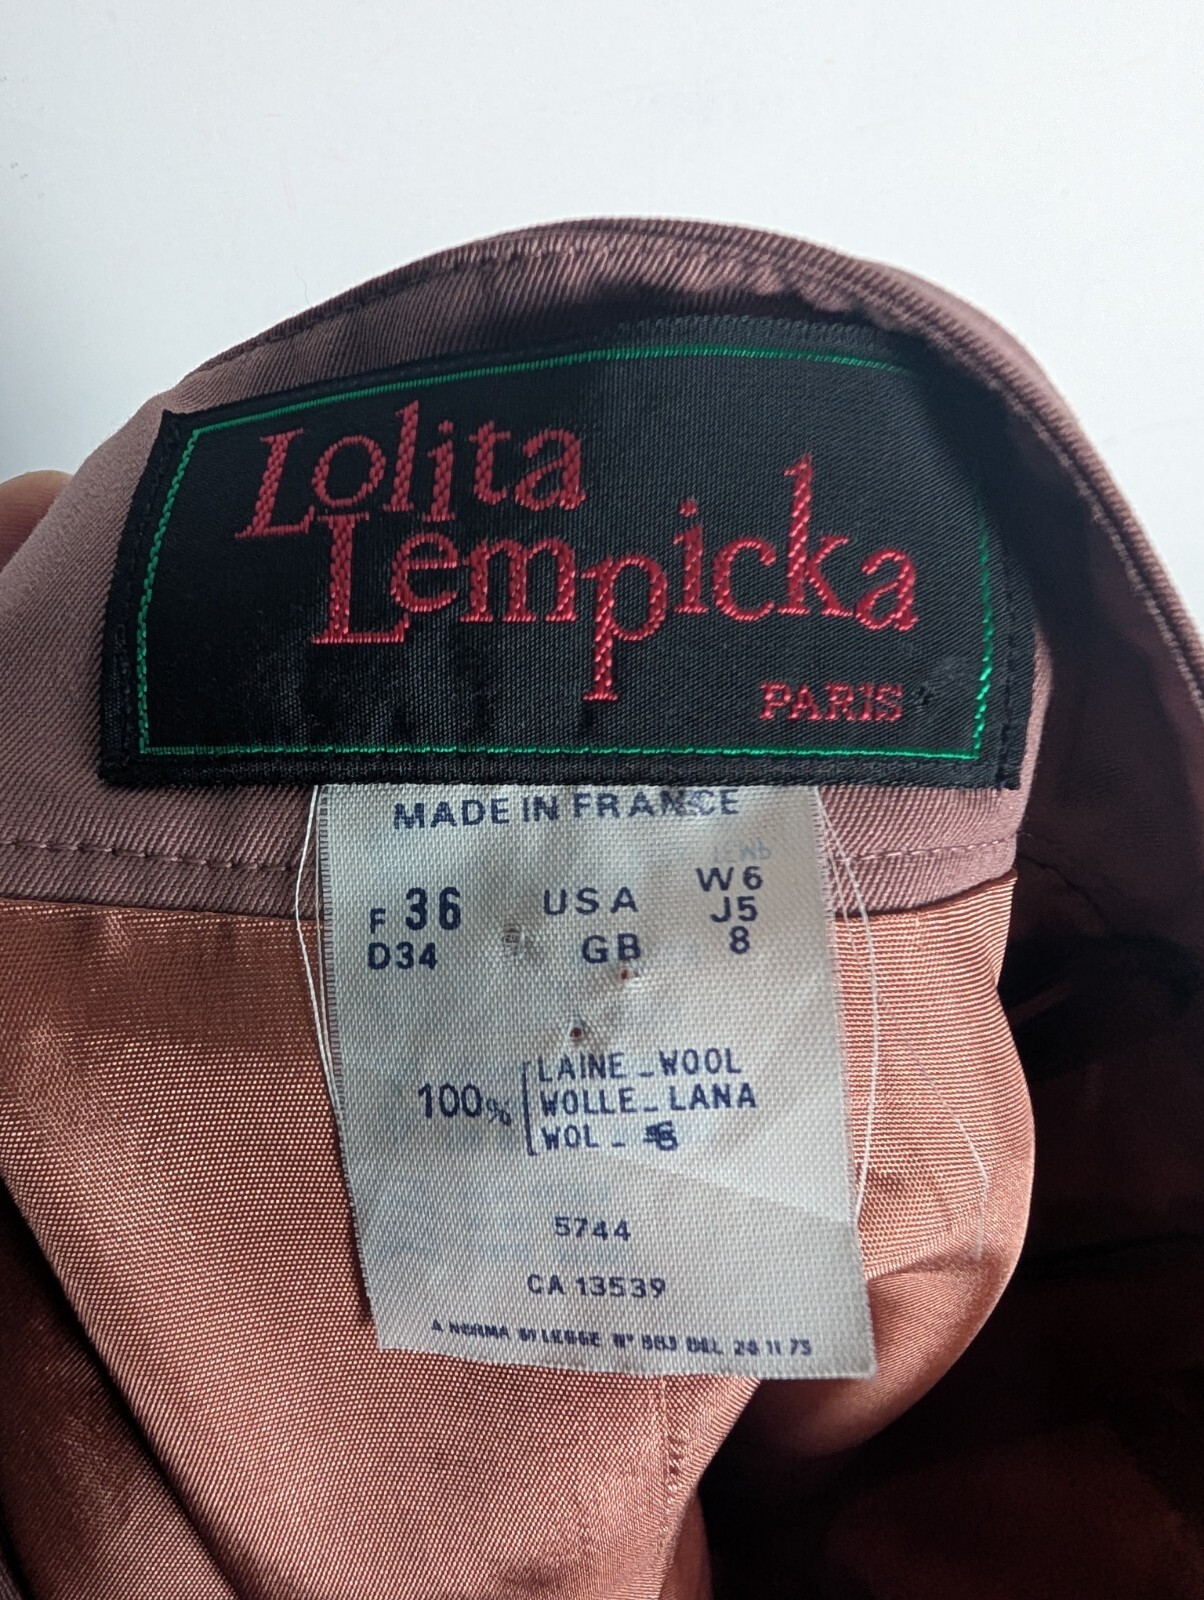 Lolita
Lempicka
PARIS
MADE IN FRANCE
F 36 USA W6
J5
D34 GB 8
100% LAINE_WOOL
WOLLE_LANA
WOL_
5744
CA 13539
A NORMA DI LEGGE N° 883 DEL 26 11 73